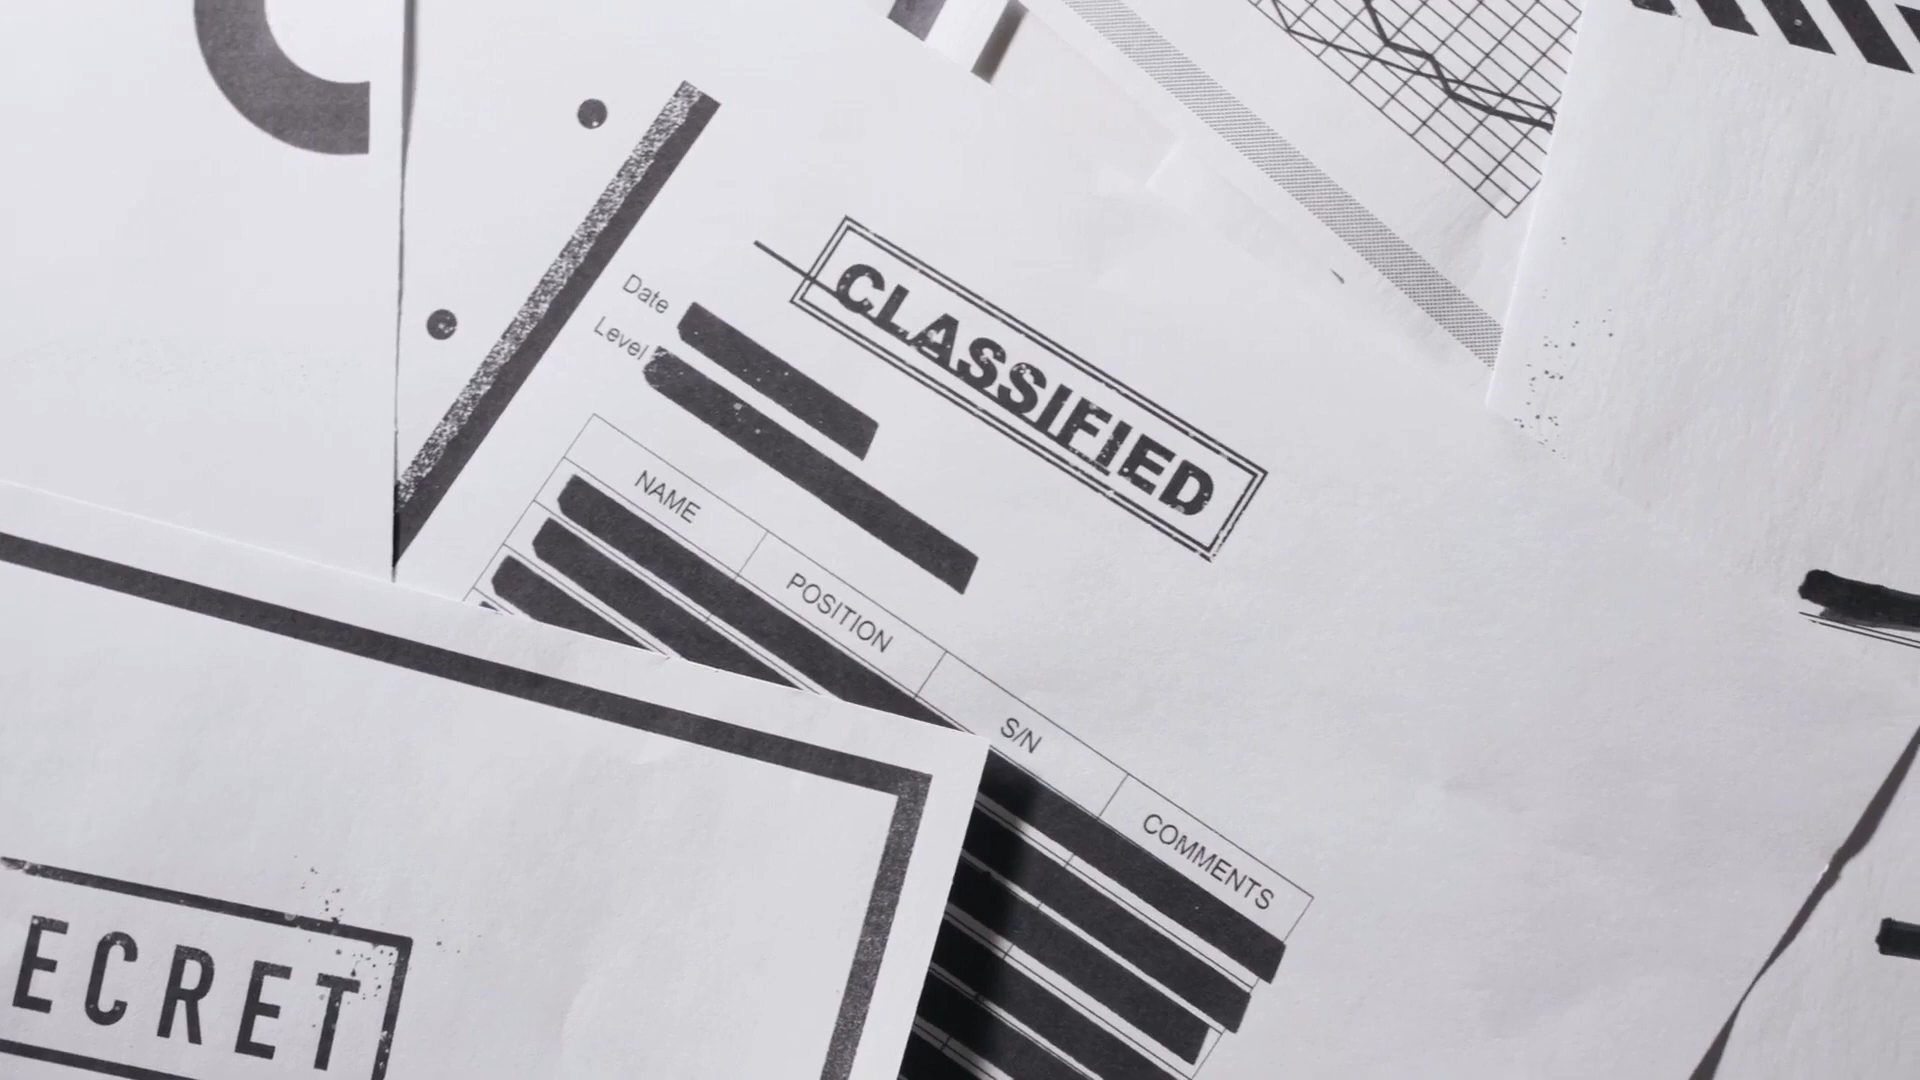 CLASSIFIED
Date
Level
NAME POSITION S/N COMMENTS
ECRET